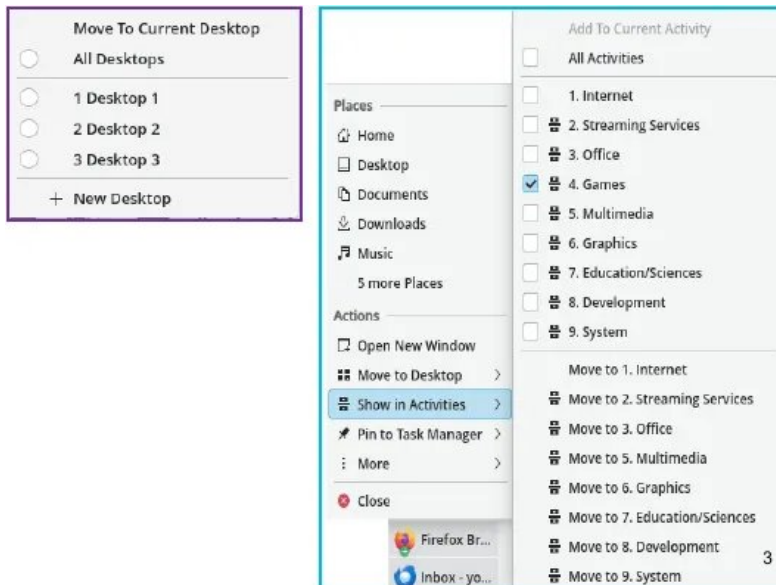 Move To Current Desktop
All Desktops
1 Desktop 1
2 Desktop 2
3 Desktop 3
+ New Desktop
Places
Home
Desktop
Documents
Downloads
Music
5 more Places
Actions
Open New Window
Move to Desktop >
Show in Activities >
Pin to Task Manager >
More >
Close
Firefox Br...
Inbox - yo...
Add To Current Activity
All Activities
1. Internet
2. Streaming Services
3. Office
4. Games
5. Multimedia
6. Graphics
7. Education/Sciences
8. Development
9. System
Move to 1. Internet
Move to 2. Streaming Services
Move to 3. Office
Move to 5. Multimedia
Move to 6. Graphics
Move to 7. Education/Sciences
Move to 8. Development
Move to 9. System
3